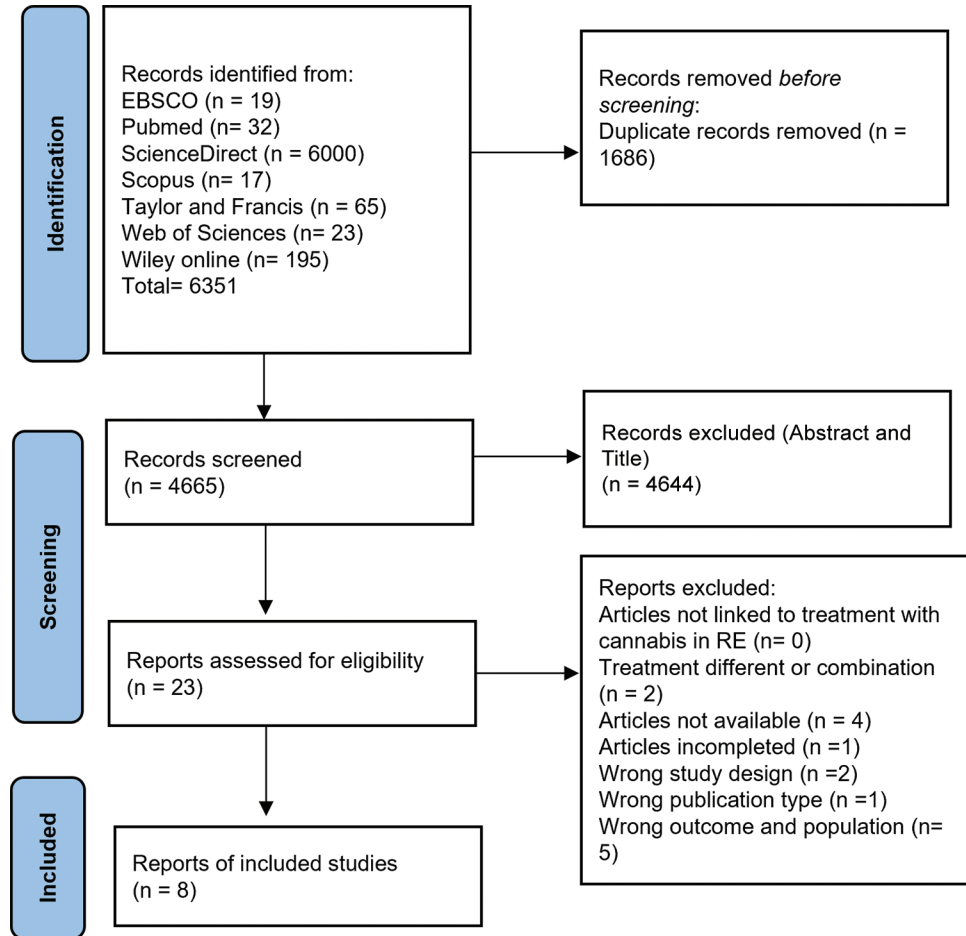 Identification
Records identified from:
EBSCO (n = 19)
Pubmed (n= 32)
ScienceDirect (n = 6000)
Scopus (n= 17)
Taylor and Francis (n = 65)
Web of Sciences (n= 23)
Wiley online (n= 195)
Total= 6351
Records removed before
screening:
Duplicate records removed (n =
1686)
Screening
Records screened
(n = 4665)
Records excluded (Abstract and
Title)
(n = 4644)
Reports assessed for eligibility
(n = 23)
Reports excluded:
Articles not linked to treatment with
cannabis in RE (n= 0)
Treatment different or combination
(n = 2)
Articles not available (n = 4)
Articles incompleted (n =1)
Wrong study design (n =2)
Wrong publication type (n =1)
Wrong outcome and population (n=
5)
Included
Reports of included studies
(n = 8)